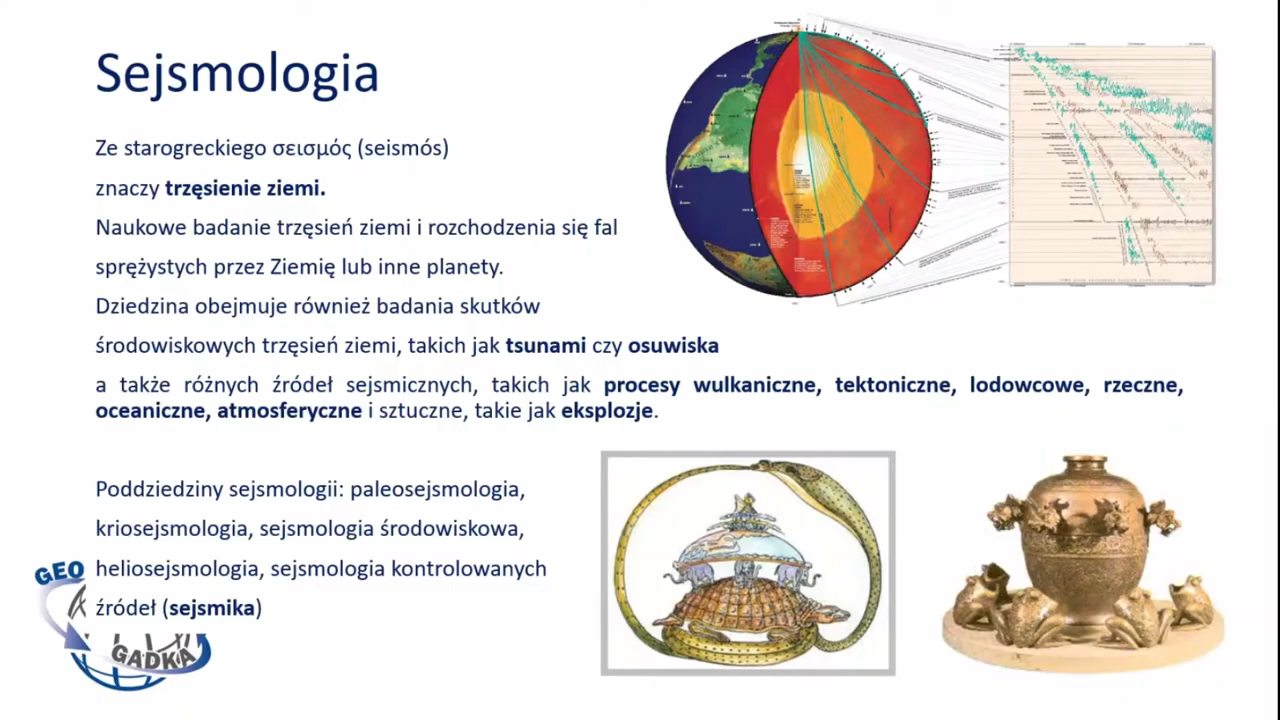 Sejsmologia
Ze starogreckiego σεισμός (seismós)
znaczy trzęsienie ziemi.
Naukowe badanie trzęsień ziemi i rozchodzenia się fal
sprężystych przez Ziemię lub inne planety.
Dziedzina obejmuje również badania skutków
środowiskowych trzęsień ziemi, takich jak tsunami czy osuwiska
a także różnych źródeł sejsmicznych, takich jak procesy wulkaniczne, tektoniczne, lodowcowe, rzeczne,
oceaniczne, atmosferyczne i sztuczne, takie jak eksplozje.
Poddziedziny sejsmologii: paleosejsmologia,
kriosejsmologia, sejsmologia środowiskowa,
heliosejsmologia, sejsmologia kontrolowanych
źródeł (sejsmika)
GEO
GADKA